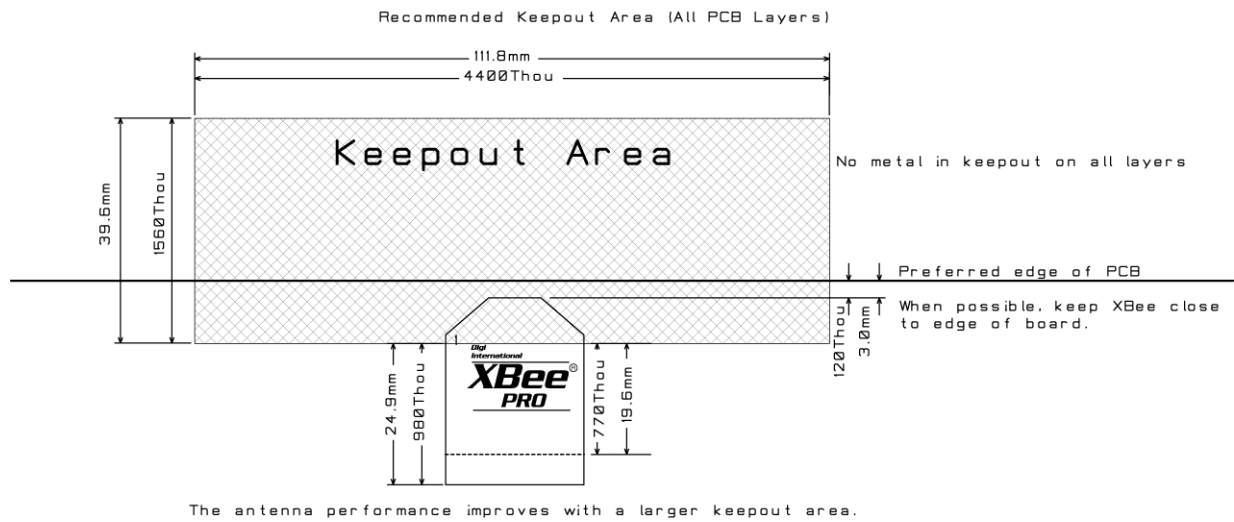 Recommended Keepout Area (All PCB Layers)
111.8mm
4400Thou
Keepout Area
No metal in keepout on all layers
39.6mm
1560Thou
Preferred edge of PCB
When possible, keep XBee close
to edge of board.
120Thou
3.0mm
1
Digi
International
XBee®
PRO
24.9mm
980Thou
770Thou
19.6mm
The antenna performance improves with a larger keepout area.